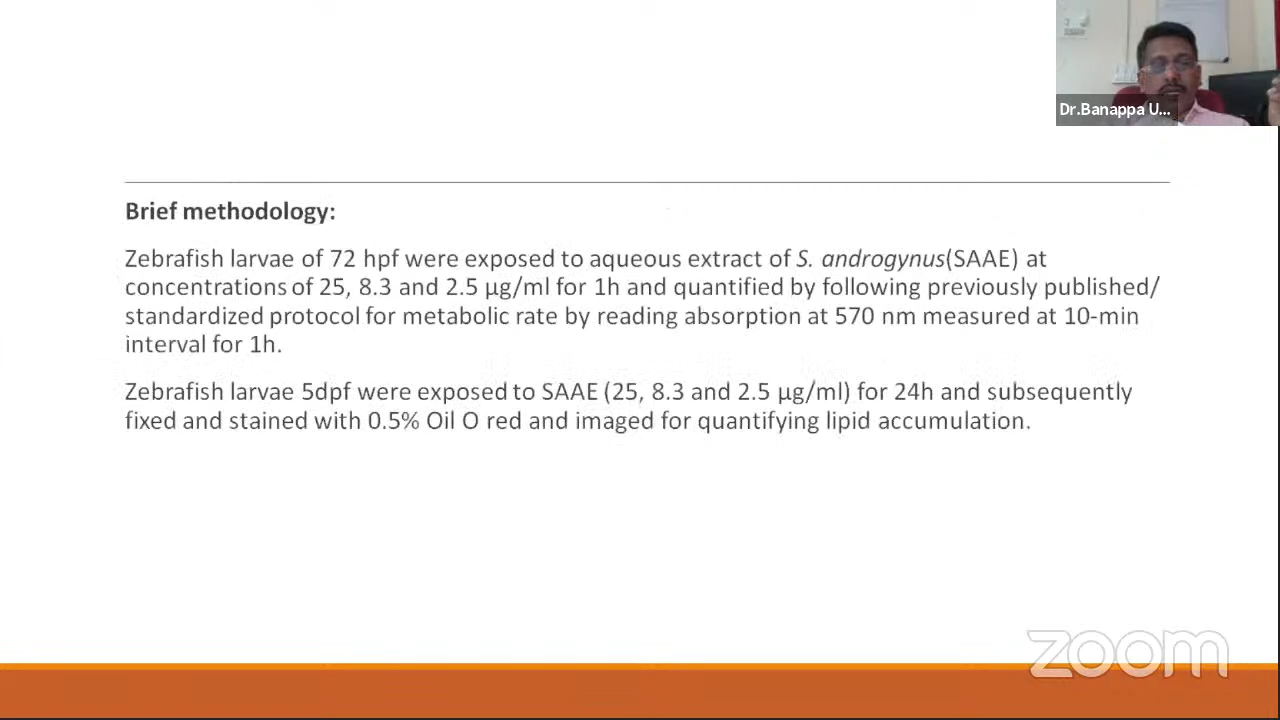 Dr.Banappa U...
Brief methodology:
Zebrafish larvae of 72 hpf were exposed to aqueous extract of S. androgynus(SAAE) at
concentrations of 25, 8.3 and 2.5 µg/ml for 1h and quantified by following previously published/
standardized protocol for metabolic rate by reading absorption at 570 nm measured at 10-min
interval for 1h.
Zebrafish larvae 5dpf were exposed to SAAE (25, 8.3 and 2.5 µg/ml) for 24h and subsequently
fixed and stained with 0.5% Oil O red and imaged for quantifying lipid accumulation.
zoom